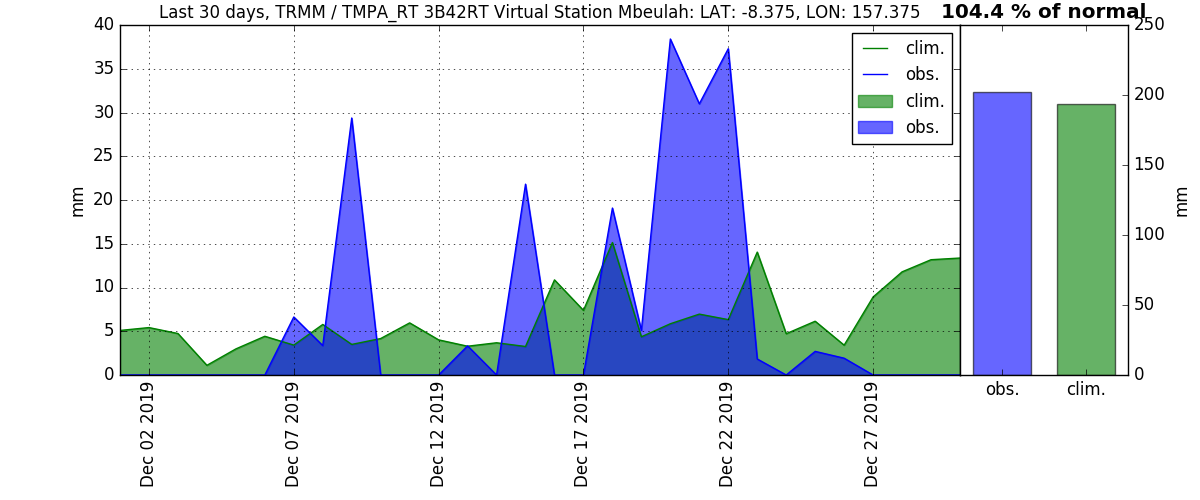 Last 30 days, TRMM / TMPA_RT 3B42RT Virtual Station Mbeulah: LAT: -8.375, LON: 157.375
104.4 % of normal
40
35
30
25
20
15
10
5
0
mm
clim.
obs.
clim.
obs.
Dec 02 2019
Dec 07 2019
Dec 12 2019
Dec 17 2019
Dec 22 2019
Dec 27 2019
250
200
150
100
50
0
mm
obs.
clim.